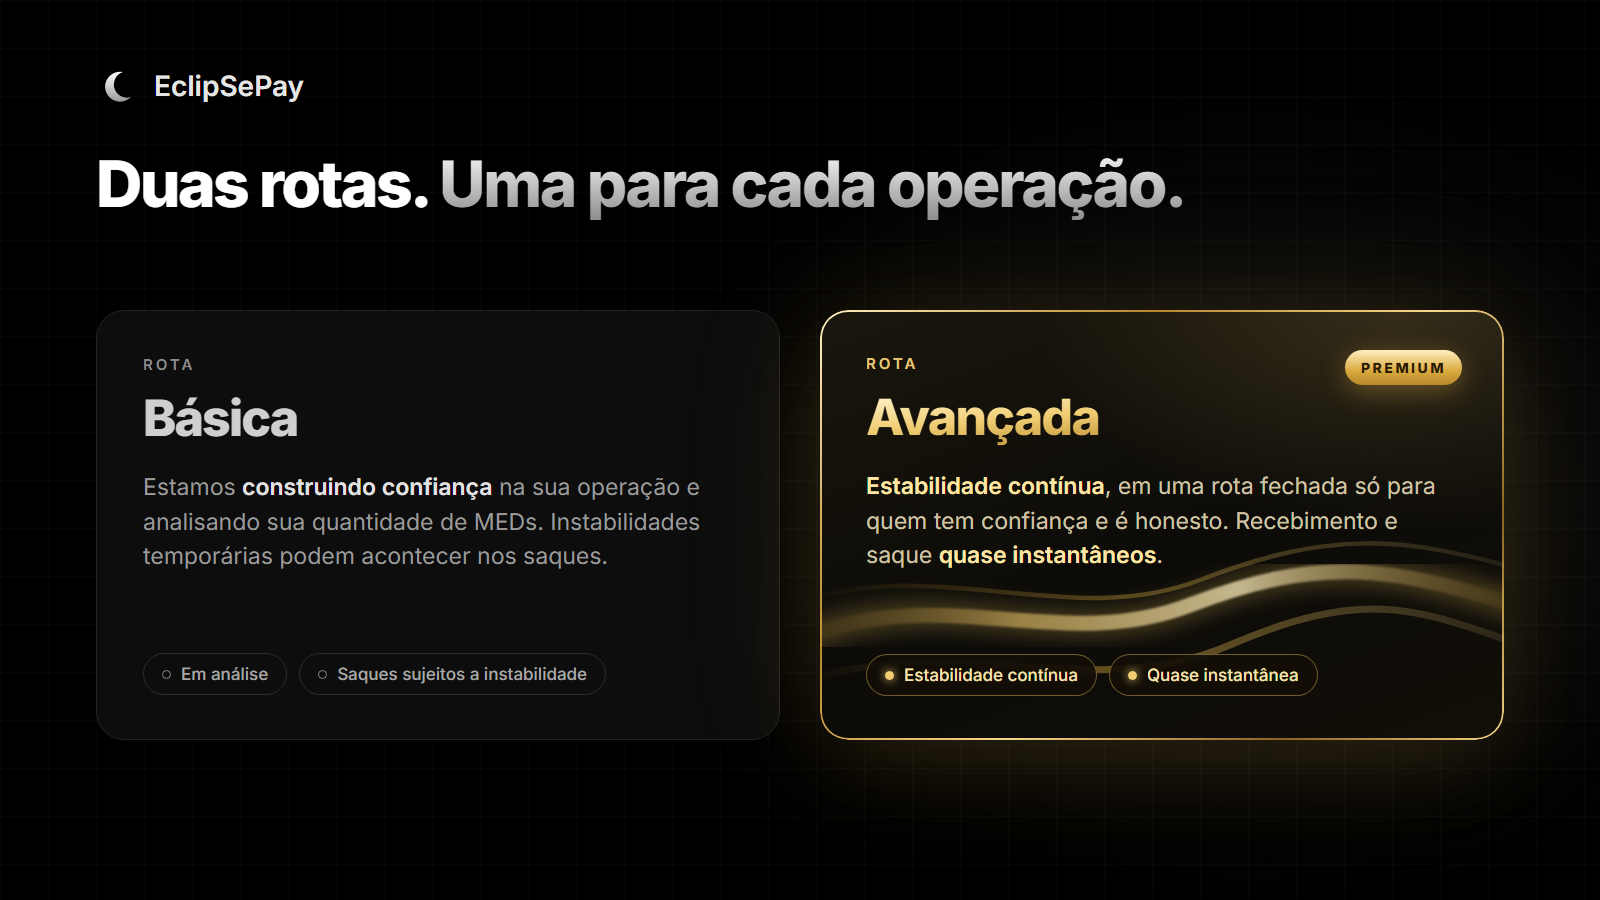 EclipSePay
Duas rotas. Uma para cada operação.
ROTA
Básica
Estamos construindo confiança na sua operação e
analisando sua quantidade de MEDs. Instabilidades
temporárias podem acontecer nos saques.
Em análise
Saques sujeitos a instabilidade
ROTA
PREMIUM
Avançada
Estabilidade contínua, em uma rota fechada só para
quem tem confiança e é honesto. Recebimento e
saque quase instantâneos.
Estabilidade contínua
Quase instantânea